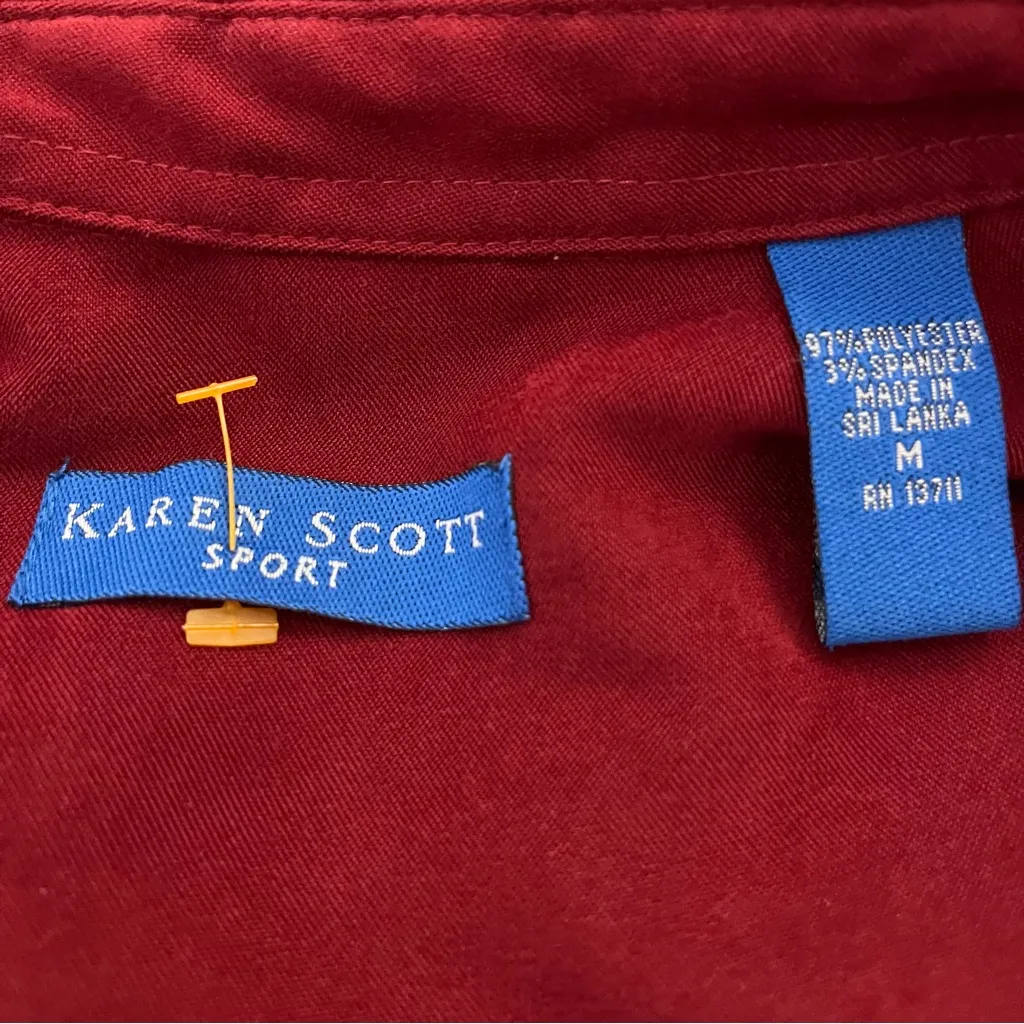 KAREN SCOTT
SPORT
97% POLYESTER
3% SPANDEX
MADE IN
SRI LANKA
M
RN 13711